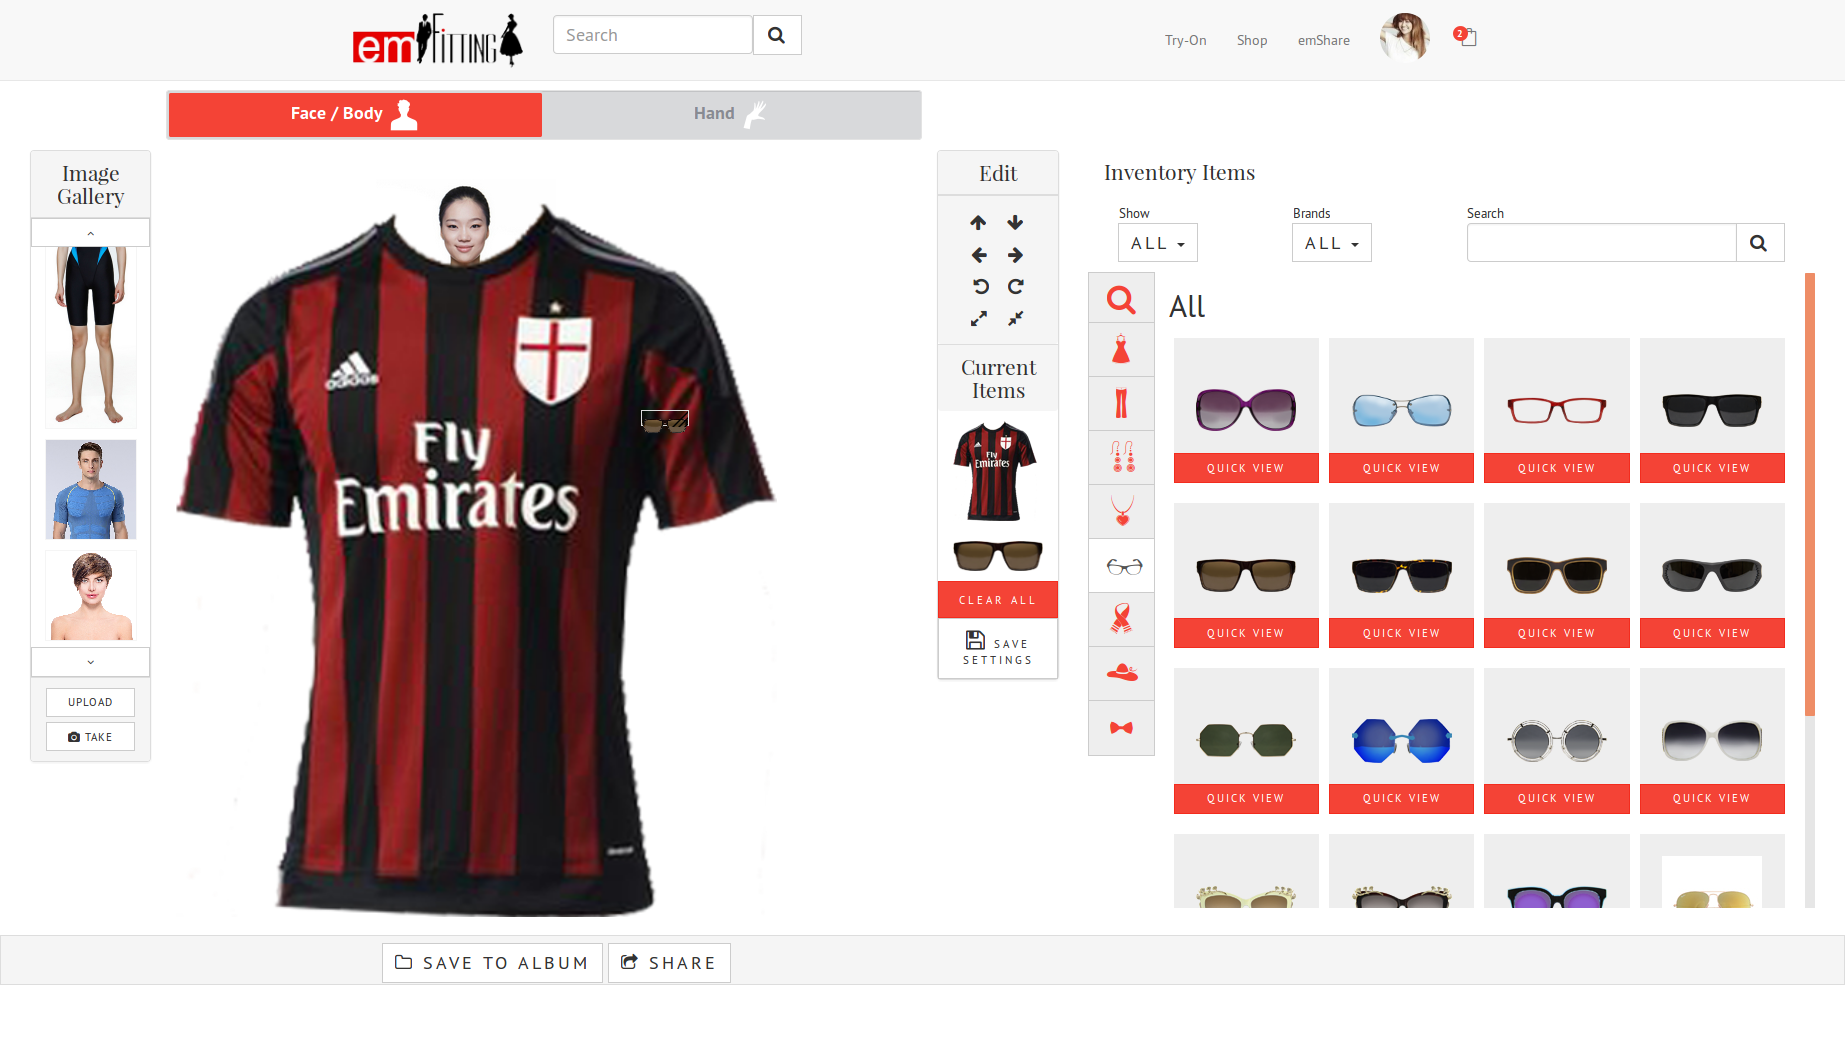 em FITTING
Search
Try-On
Shop
emShare
2
Face / Body
Hand
Image
Gallery
UPLOAD
TAKE
adidas
Fly
Emirates
Edit
Current
Items
Fly
Emirates
CLEAR ALL
SAVE
SETTINGS
Inventory Items
Show
Brands
Search
ALL
ALL
All
QUICK VIEW
QUICK VIEW
QUICK VIEW
QUICK VIEW
QUICK VIEW
QUICK VIEW
QUICK VIEW
QUICK VIEW
QUICK VIEW
QUICK VIEW
QUICK VIEW
QUICK VIEW
SAVE TO ALBUM
SHARE